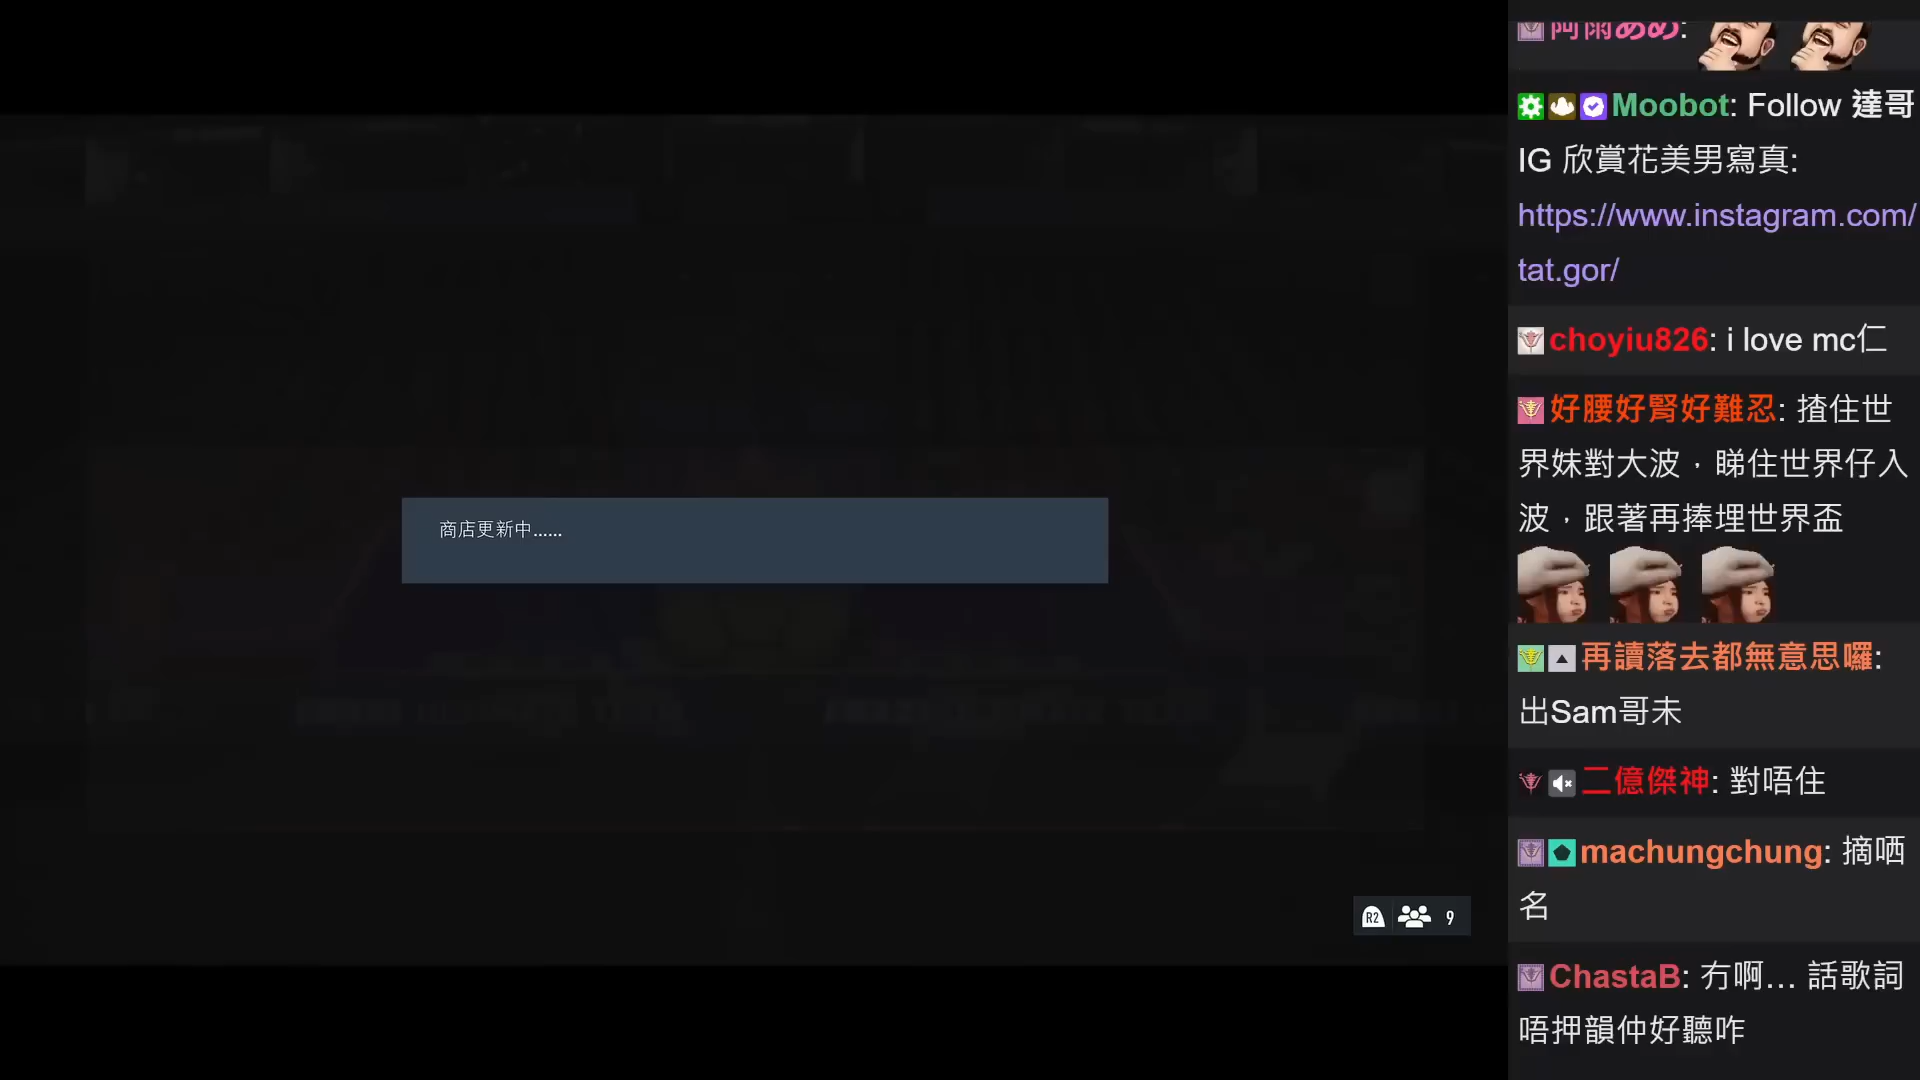 商店更新中......
R2 9
阿雨あめ:
Moobot: Follow 達哥
IG 欣賞花美男寫真:
https://www.instagram.com/
tat.gor/
choyiu826: i love mc仁
好腰好腎好難忍: 揸住世
界妹對大波，睇住世界仔入
波，跟著再捧埋世界盃
再讀落去都無意思囉:
出Sam哥未
二億傑神: 對唔住
machungchung: 摘哂
名
ChastaB: 冇啊… 話歌詞
唔押韻仲好聽咋